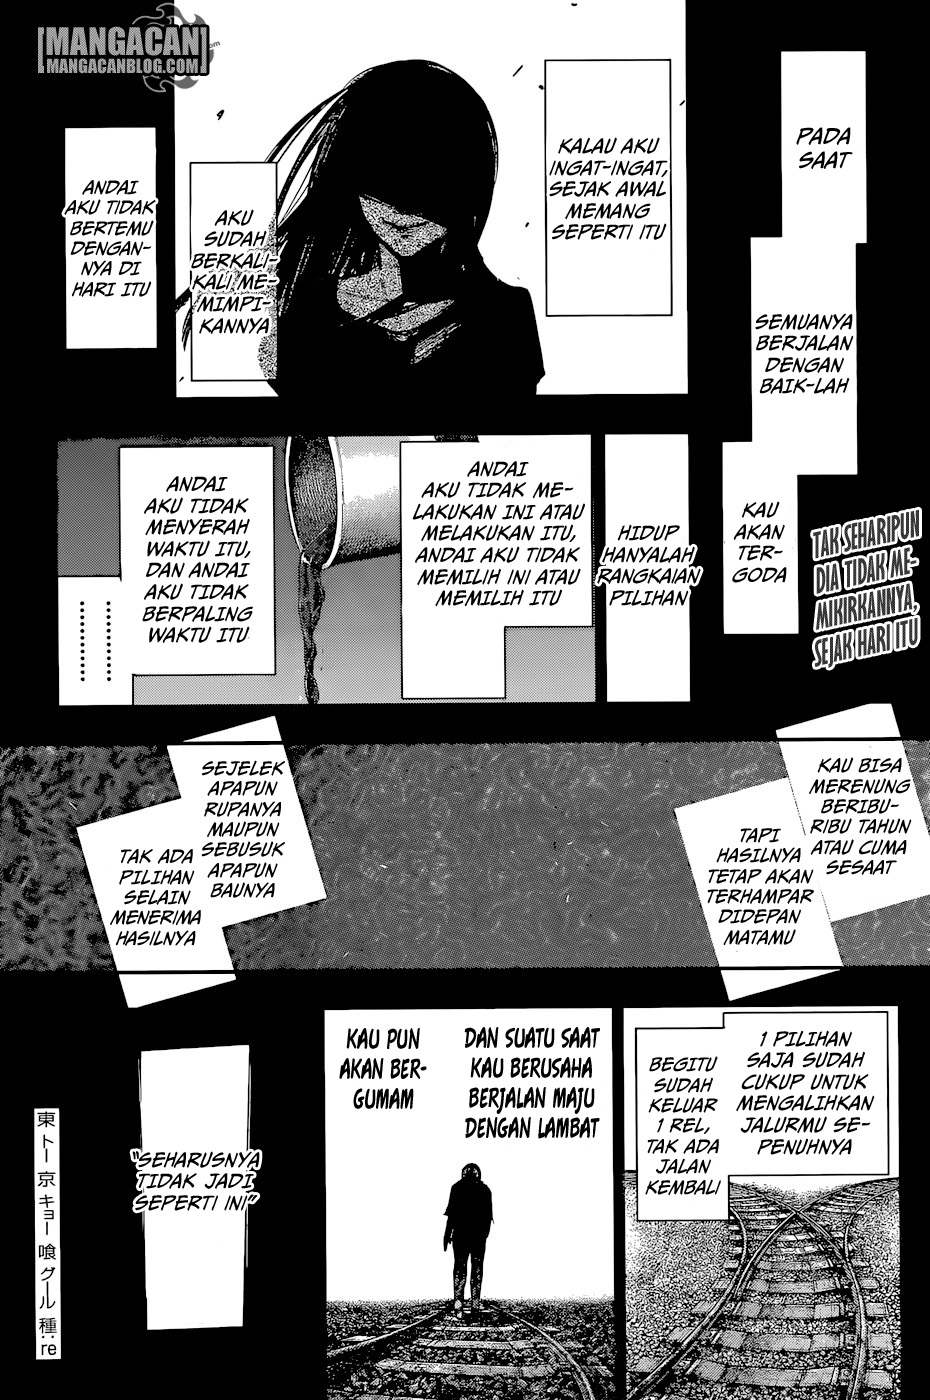 [MANGACAN]
MANGACANBLOG.COM
PADA
SAAT
SEMUANYA
BERJALAN
DENGAN
BAIK-LAH
KAU
AKAN
TER-
GODA
TAK SEHARIPUN
DIA TIDAK ME-
MIKIRKANNYA,
SEJAK HARI ITU
KALAU AKU
INGAT-INGAT,
SEJAK AWAL
MEMANG
SEPERTI ITU
AKU
SUDAH
BERKALI-
KALI ME-
MIMPI-
KANNYA
ANDAI
AKU TIDAK
BERTEMU
DENGAN-
NYA DI
HARI ITU
HIDUP
HANYALAH
RANGKAIAN
PILIHAN
ANDAI
AKU TIDAK ME-
LAKUKAN INI ATAU
MELAKUKAN ITU,
ANDAI AKU TIDAK
MEMILIH INI ATAU
MEMILIH ITU
ANDAI
AKU TIDAK
MENYERAH
WAKTU ITU,
DAN ANDAI
AKU TIDAK
BERPALING
WAKTU ITU
KAU BISA
MERENUNG
BERIBU-
RIBU TAHUN
ATAU CUMA
SESAAT
TAPI
HASILNYA
TETAP AKAN
TERHAMPAR
DIDEPAN
MATAMU
SEJELEK
APAPUN
RUPANYA
MAUPUN
SEBUSUK
APAPUN
BAUNYA
TAK ADA
PILIHAN
SELAIN
MENERIMA
HASILNYA
1 PILIHAN
SAJA SUDAH
CUKUP UNTUK
MENGALIHKAN
JALURMU SE-
PENUHNYA
BEGITU
SUDAH
KELUAR
1 REL,
TAK ADA
JALAN
KEMBALI
DAN SUATU SAAT
KAU BERUSAHA
BERJALAN MAJU
DENGAN LAMBAT
KAU PUN
AKAN BER-
GUMAM
"SEHARUSNYA
TIDAK JADI
SEPERTI INI"
東トー京キョー喰グール種:re